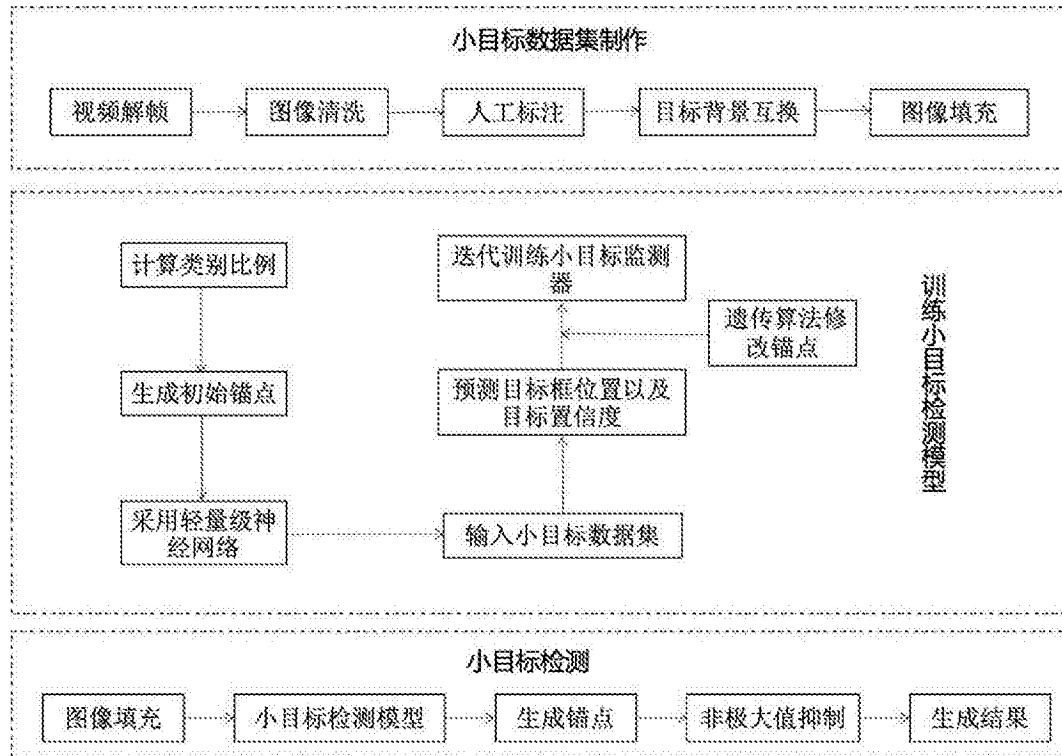 小目标数据集制作
视频解帧
图像清洗
人工标注
目标背景互换
图像填充
计算类别比例
生成初始锚点
采用轻量级神
经网络
输入小目标数据集
预测目标框位置以及
目标置信度
迭代训练小目标监测
器
遗传算法修
改锚点
训练小目标检测模型
小目标检测
图像填充
小目标检测模型
生成锚点
非极大值抑制
生成结果